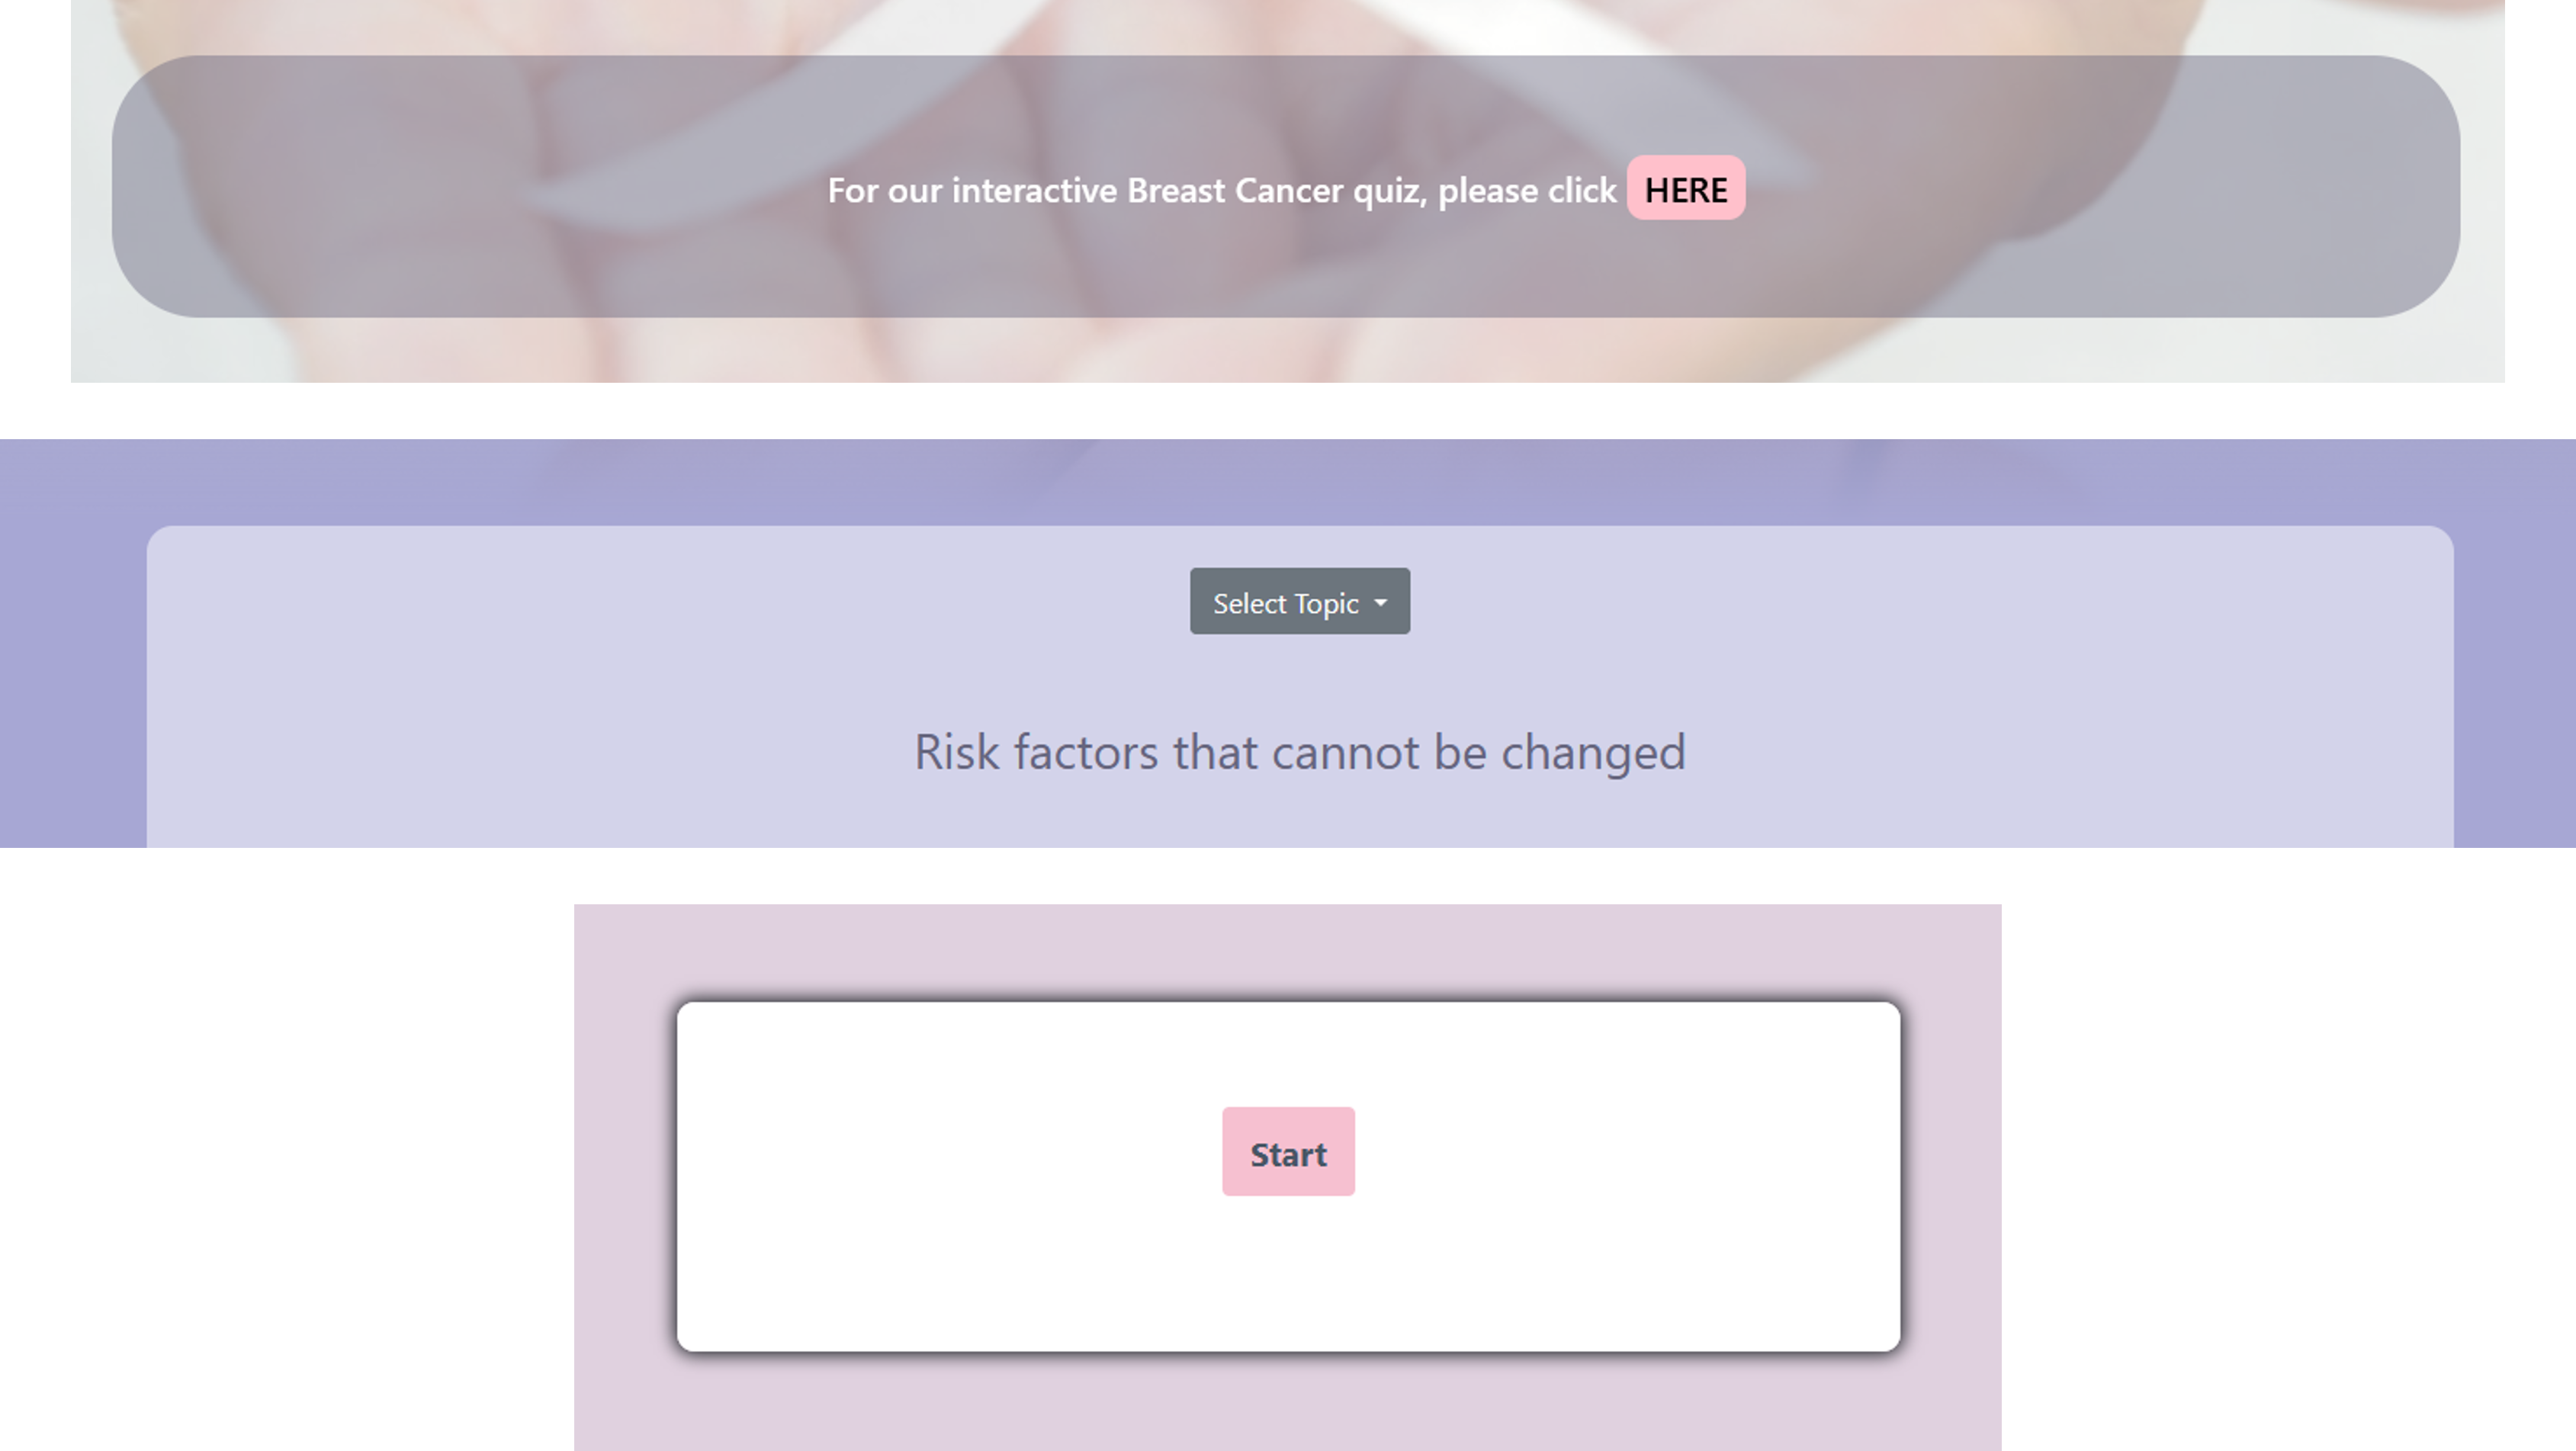 For our interactive Breast Cancer quiz, please click HERE
Select Topic
Risk factors that cannot be changed
Start